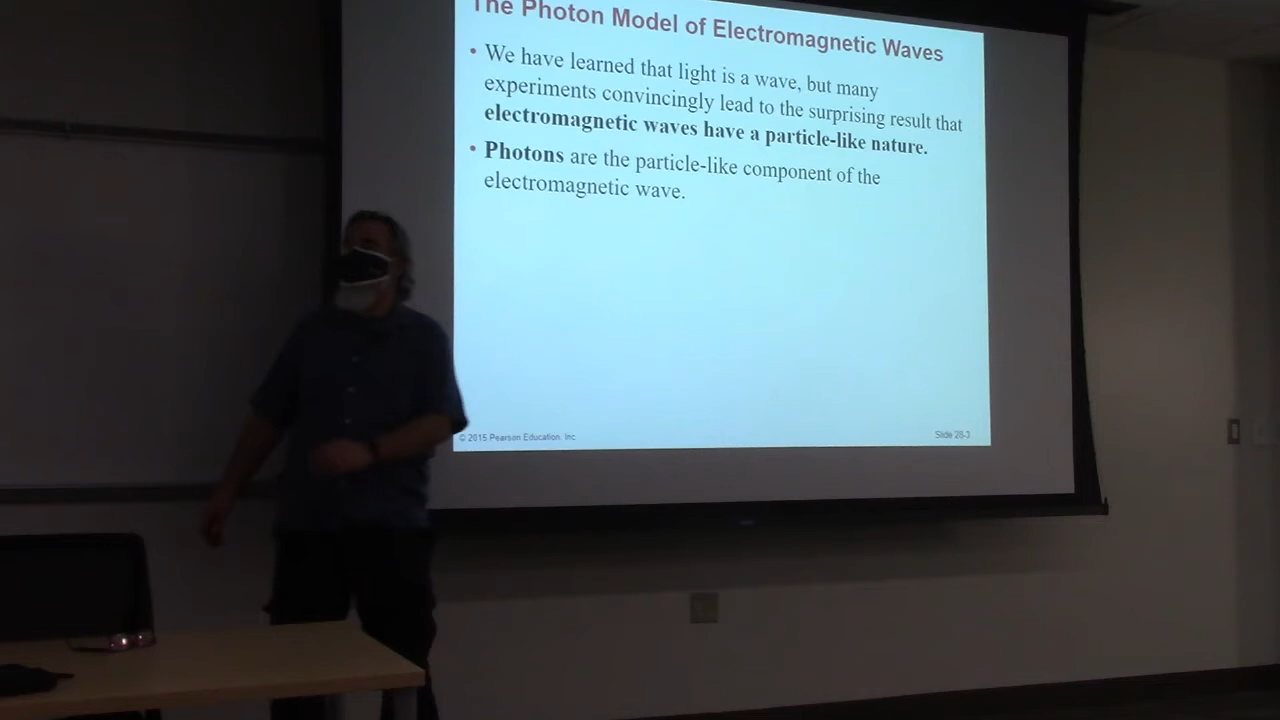 The Photon Model of Electromagnetic Waves
• We have learned that light is a wave, but many
experiments convincingly lead to the surprising result that
electromagnetic waves have a particle-like nature.
• Photons are the particle-like component of the
electromagnetic wave.
© 2015 Pearson Education, Inc.
Slide 28-3